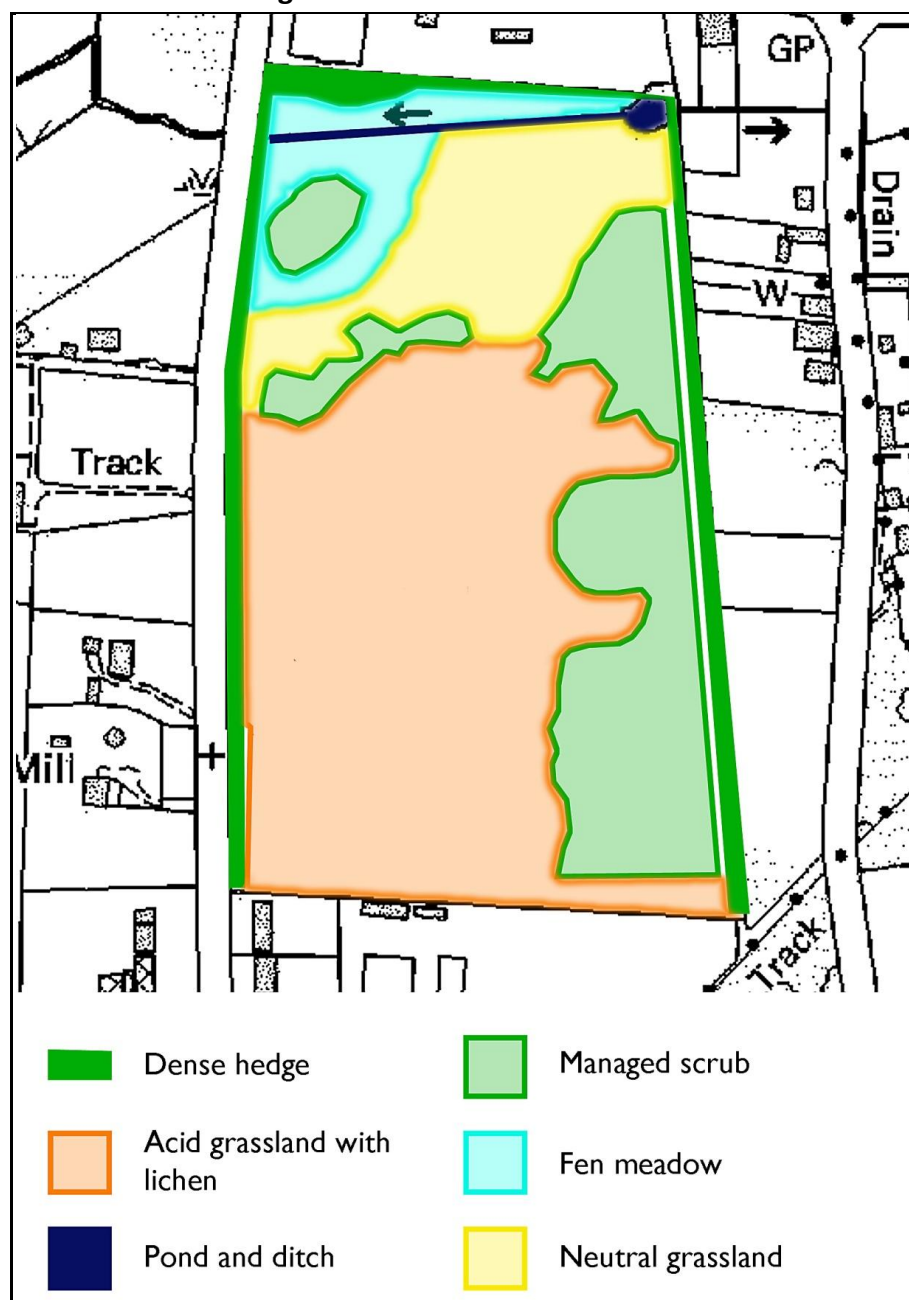 GP
Drain
W
Track
Mill
Track
Dense hedge
Managed scrub
Acid grassland with
lichen
Fen meadow
Pond and ditch
Neutral grassland